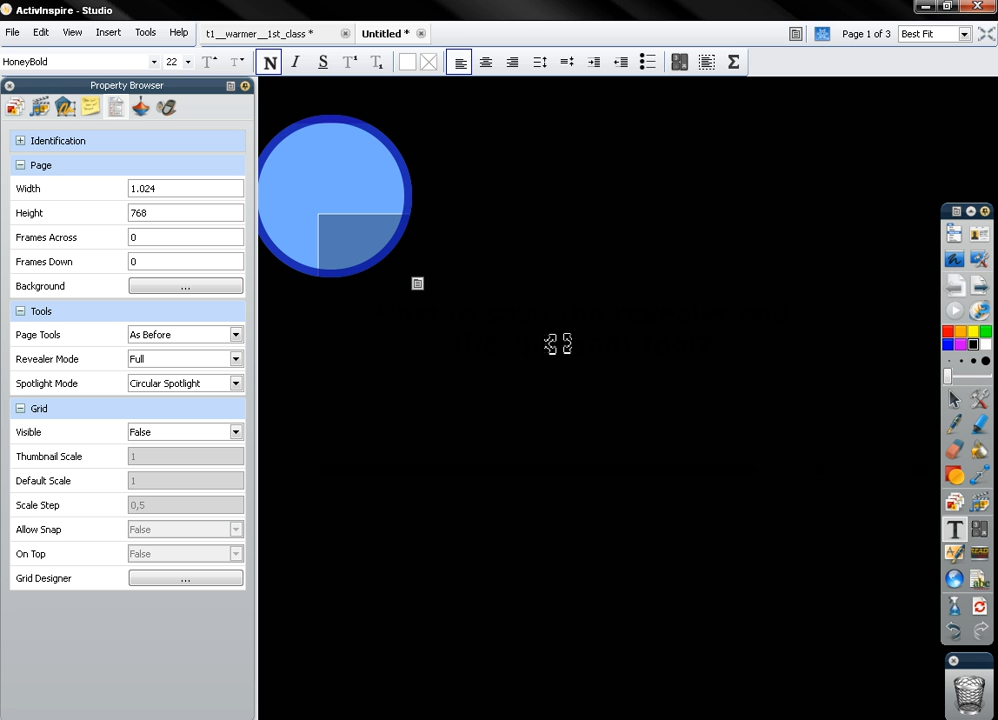 ActivInspire - Studio
File Edit View Insert Tools Help
t1__warmer__1st_class *
Untitled *
Page 1 of 3
Best Fit
HoneyBold
22
N I S T T
Property Browser
Identification
Page
Width 1.024
Height 768
Frames Across 0
Frames Down 0
Background ...
Tools
Page Tools As Before
Revealer Mode Full
Spotlight Mode Circular Spotlight
Grid
Visible False
Thumbnail Scale 1
Default Scale 1
Scale Step 0,5
Allow Snap False
On Top False
Grid Designer ...
T
abc